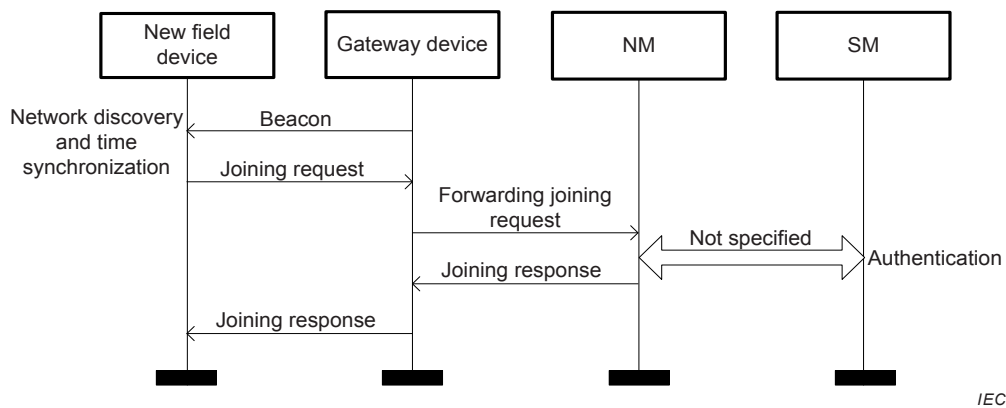 New field
device
Gateway device
NM
SM
Network discovery
and time
synchronization
Beacon
Joining request
Forwarding joining
request
Not specified
Authentication
Joining response
Joining response
IEC